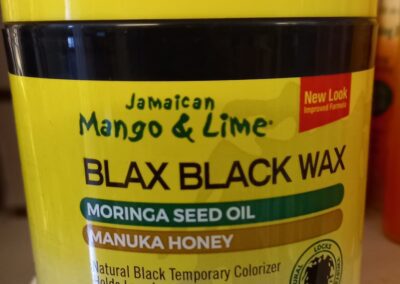 Jamaican
Mango & Lime®
New Look
Improved Formula
BLAX BLACK WAX
MORINGA SEED OIL
MANUKA HONEY
Natural Black Temporary Colorizer
LOCKS